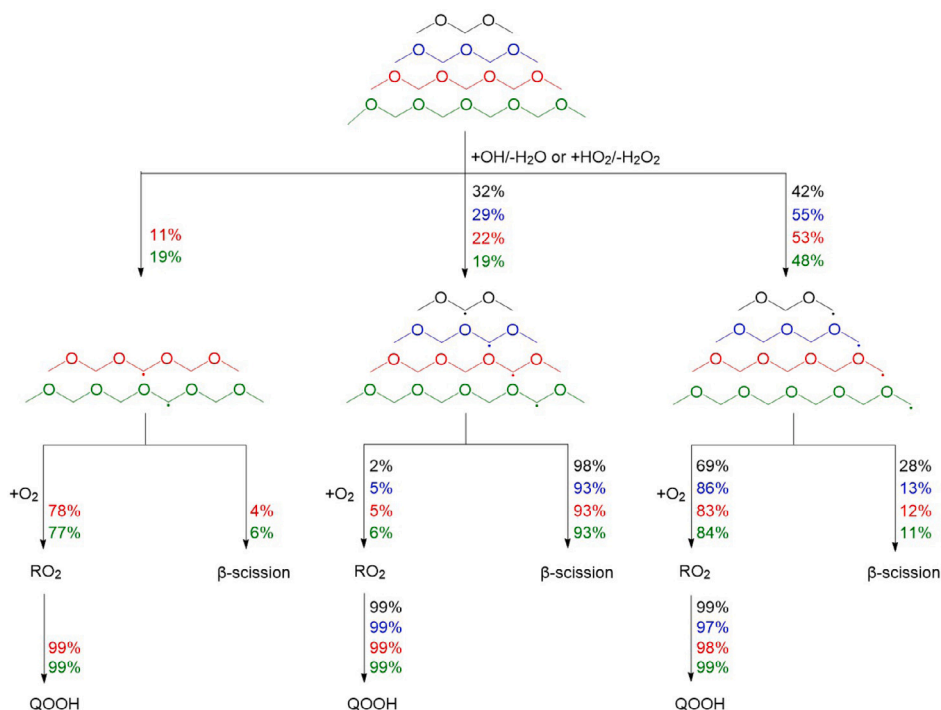 O O
O O O
O O O O
O O O O O
+OH/-H2O or +HO2/-H2O2
32% 42%
29% 55%
11% 22% 53%
19% 19% 48%
O O O O
O O O O O O
O O O O O O O O O O O O
O O O O O O O O O O O O O O O
2% 98% 69% 28%
+O2 +O2 5% 93% +O2 86% 13%
78% 4% 5% 93% 83% 12%
77% 6% 6% 93% 84% 11%
RO2 β-scission RO2 β-scission RO2 β-scission
99% 99%
99% 97%
99% 99% 98%
99% 99% 99%
QOOH QOOH QOOH